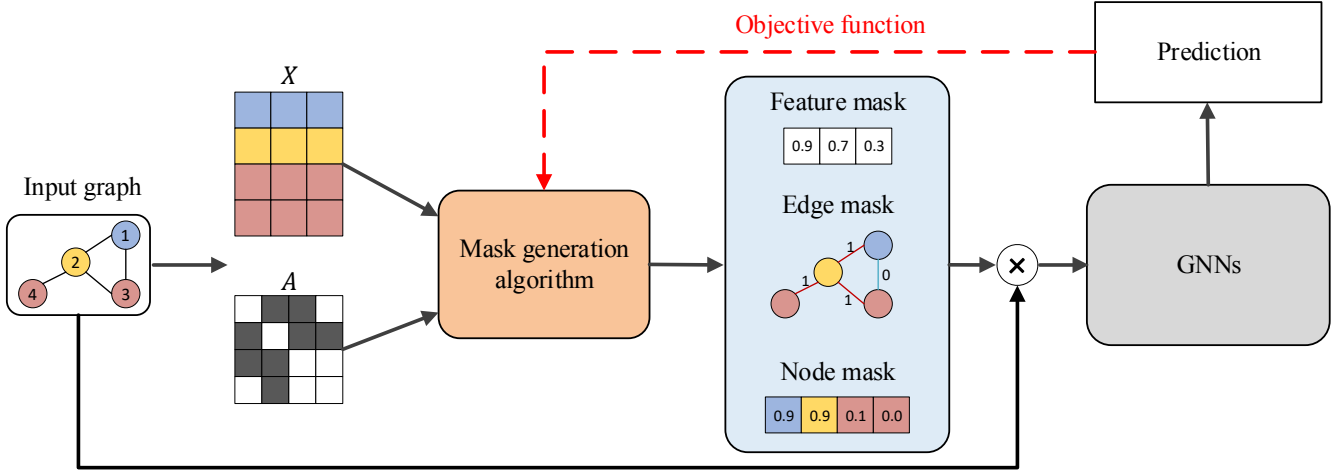 Objective function
Prediction
X
Feature mask
0.9 0.7 0.3
Input graph
1
2
4 3
Mask generation
algorithm
Edge mask
1
0
1 1
×
GNNs
A
Node mask
0.9 0.9 0.1 0.0